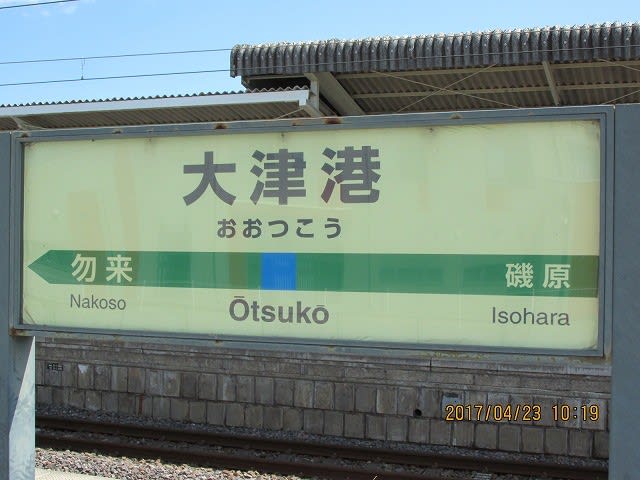 大津港
おおつこう
勿来 磯原
Nakoso Ōtsukō Isohara
2017/04/23 10:19